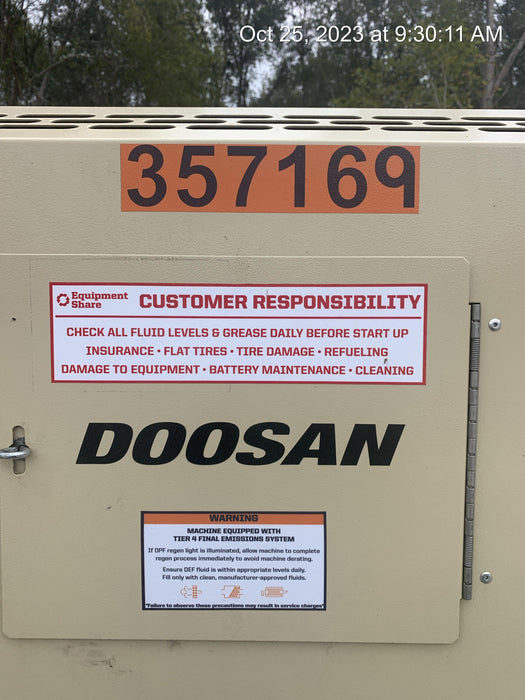 Oct 25, 2023 at 9:30:11 AM
357169
Equipment Share
CUSTOMER RESPONSIBILITY
CHECK ALL FLUID LEVELS & GREASE DAILY BEFORE START UP
INSURANCE • FLAT TIRES • TIRE DAMAGE • REFUELING
DAMAGE TO EQUIPMENT • BATTERY MAINTENANCE • CLEANING
DOOSAN
WARNING
MACHINE EQUIPPED WITH
TIER 4 FINAL EMISSIONS SYSTEM
If DPF regen light is illuminated, allow machine to complete
regen process immediately to avoid machine derating.
Ensure DEF fluid is within appropriate levels daily.
Fill only with clean, manufacturer-approved fluids.
*Failure to observe these precautions may result in service charges*